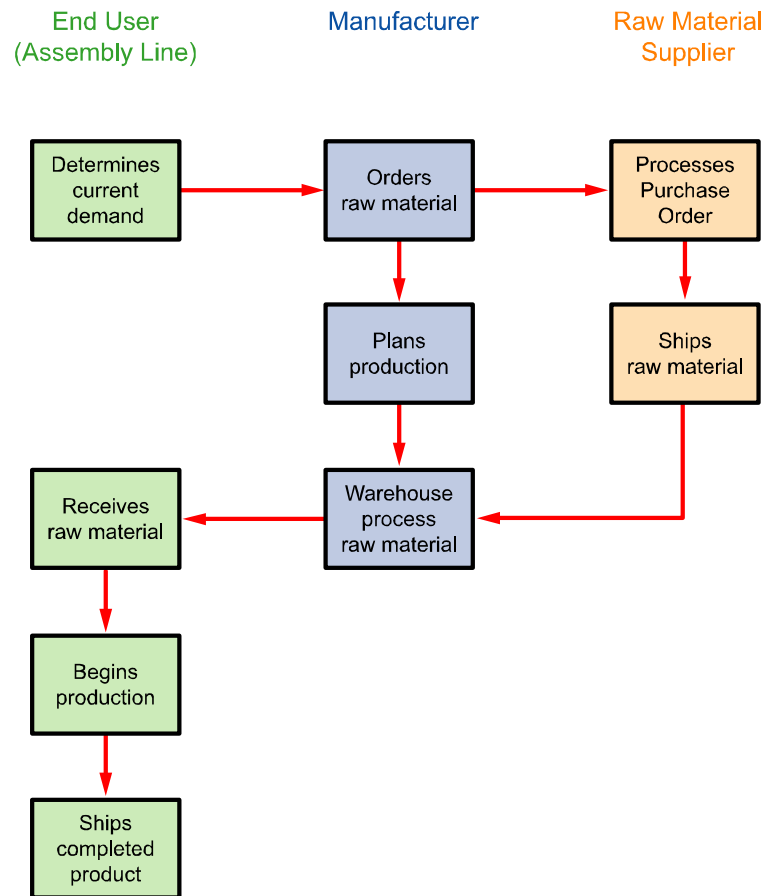 End User
(Assembly Line)
Manufacturer
Raw Material
Supplier
Determines
current
demand
Orders
raw material
Processes
Purchase
Order
Plans
production
Ships
raw material
Receives
raw material
Warehouse
process
raw material
Begins
production
Ships
completed
product